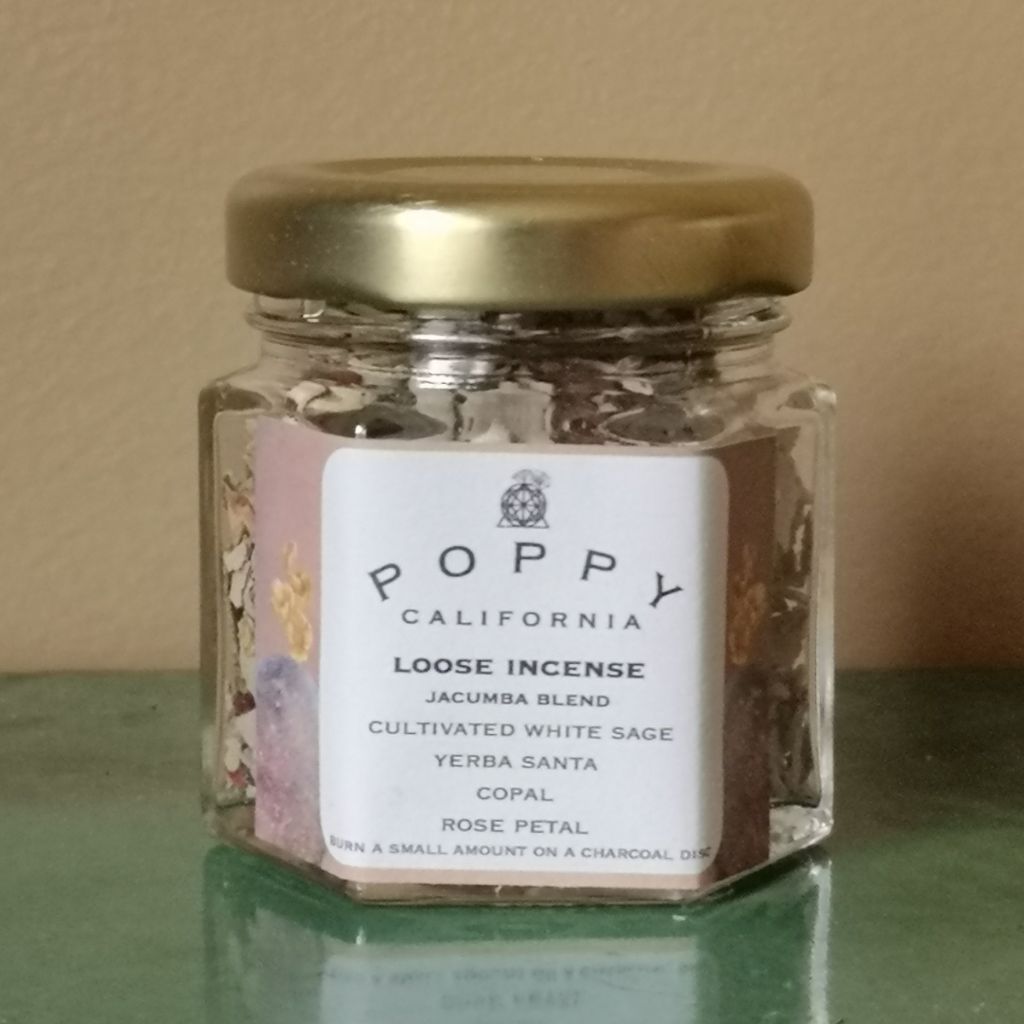 POPPY
CALIFORNIA
LOOSE INCENSE
JACUMBA BLEND
CULTIVATED WHITE SAGE
YERBA SANTA
COPAL
ROSE PETAL
BURN A SMALL AMOUNT ON A CHARCOAL DISC